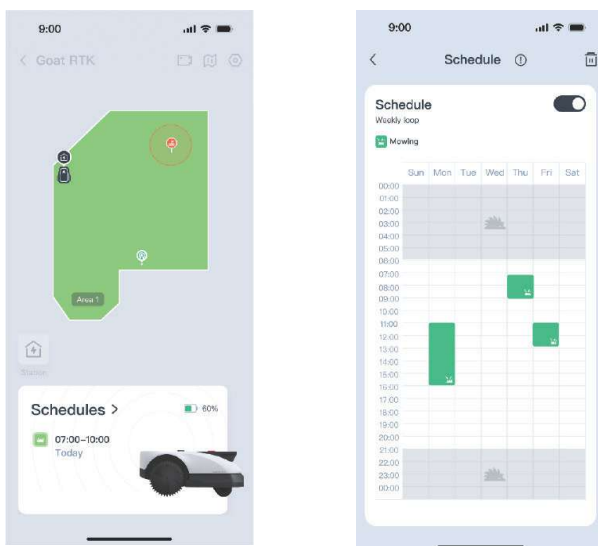 9:00
Goat RTK
Area 1
Station
Schedules >
60%
07:00–10:00
Today
9:00
Schedule
Schedule
Weekly loop
Mowing
Sun Mon Tue Wed Thu Fri Sat
00:00
01:00
02:00
03:00
04:00
05:00
06:00
07:00
08:00
09:00
10:00
11:00
12:00
13:00
14:00
15:00
16:00
17:00
18:00
19:00
20:00
21:00
22:00
23:00
00:00